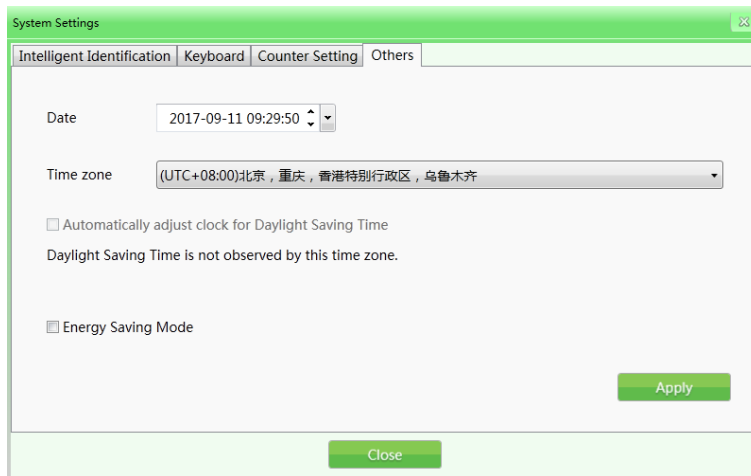 System Settings
Intelligent Identification Keyboard Counter Setting Others
Date 2017-09-11 09:29:50
Time zone (UTC+08:00)北京，重庆，香港特别行政区，乌鲁木齐
Automatically adjust clock for Daylight Saving Time
Daylight Saving Time is not observed by this time zone.
Energy Saving Mode
Apply
Close